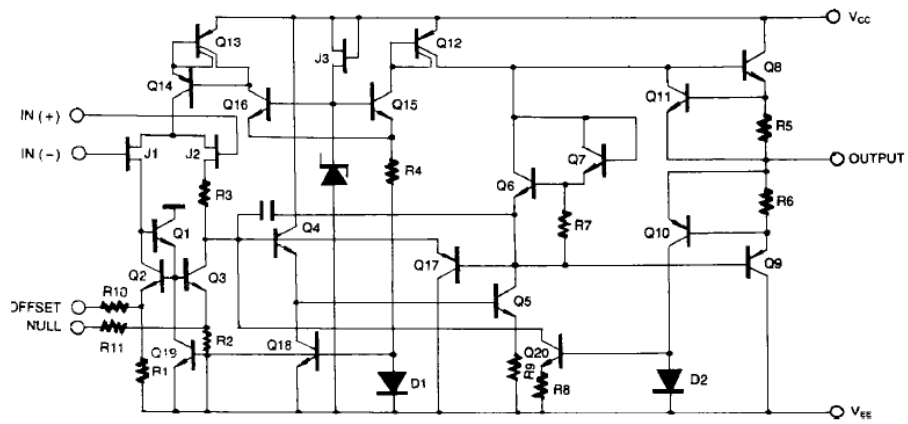 VCC
Q13
J3
Q12
Q8
Q14
Q16
Q15
Q11
IN (+)
R5
IN (−)
J1
J2
R4
Q7
OUTPUT
R3
Q6
R6
Q4
R7
Q1
Q10
Q17
Q9
Q2
Q3
R10
Q5
OFFSET
NULL
R11
R2
Q19
Q18
Q20
R9
R1
D1
R8
D2
VEE